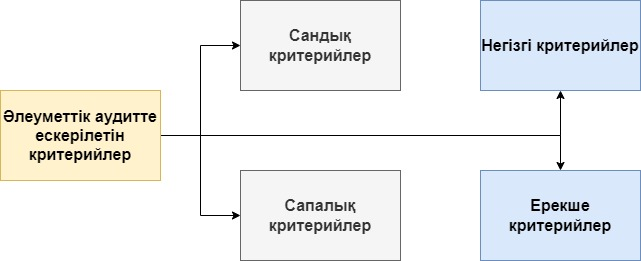 Әлеуметтік аудитте
ескерілетін
критерийлер
Сандық
критерийлер
Сапалық
критерийлер
Негізгі критерийлер
Ерекше
критерийлер